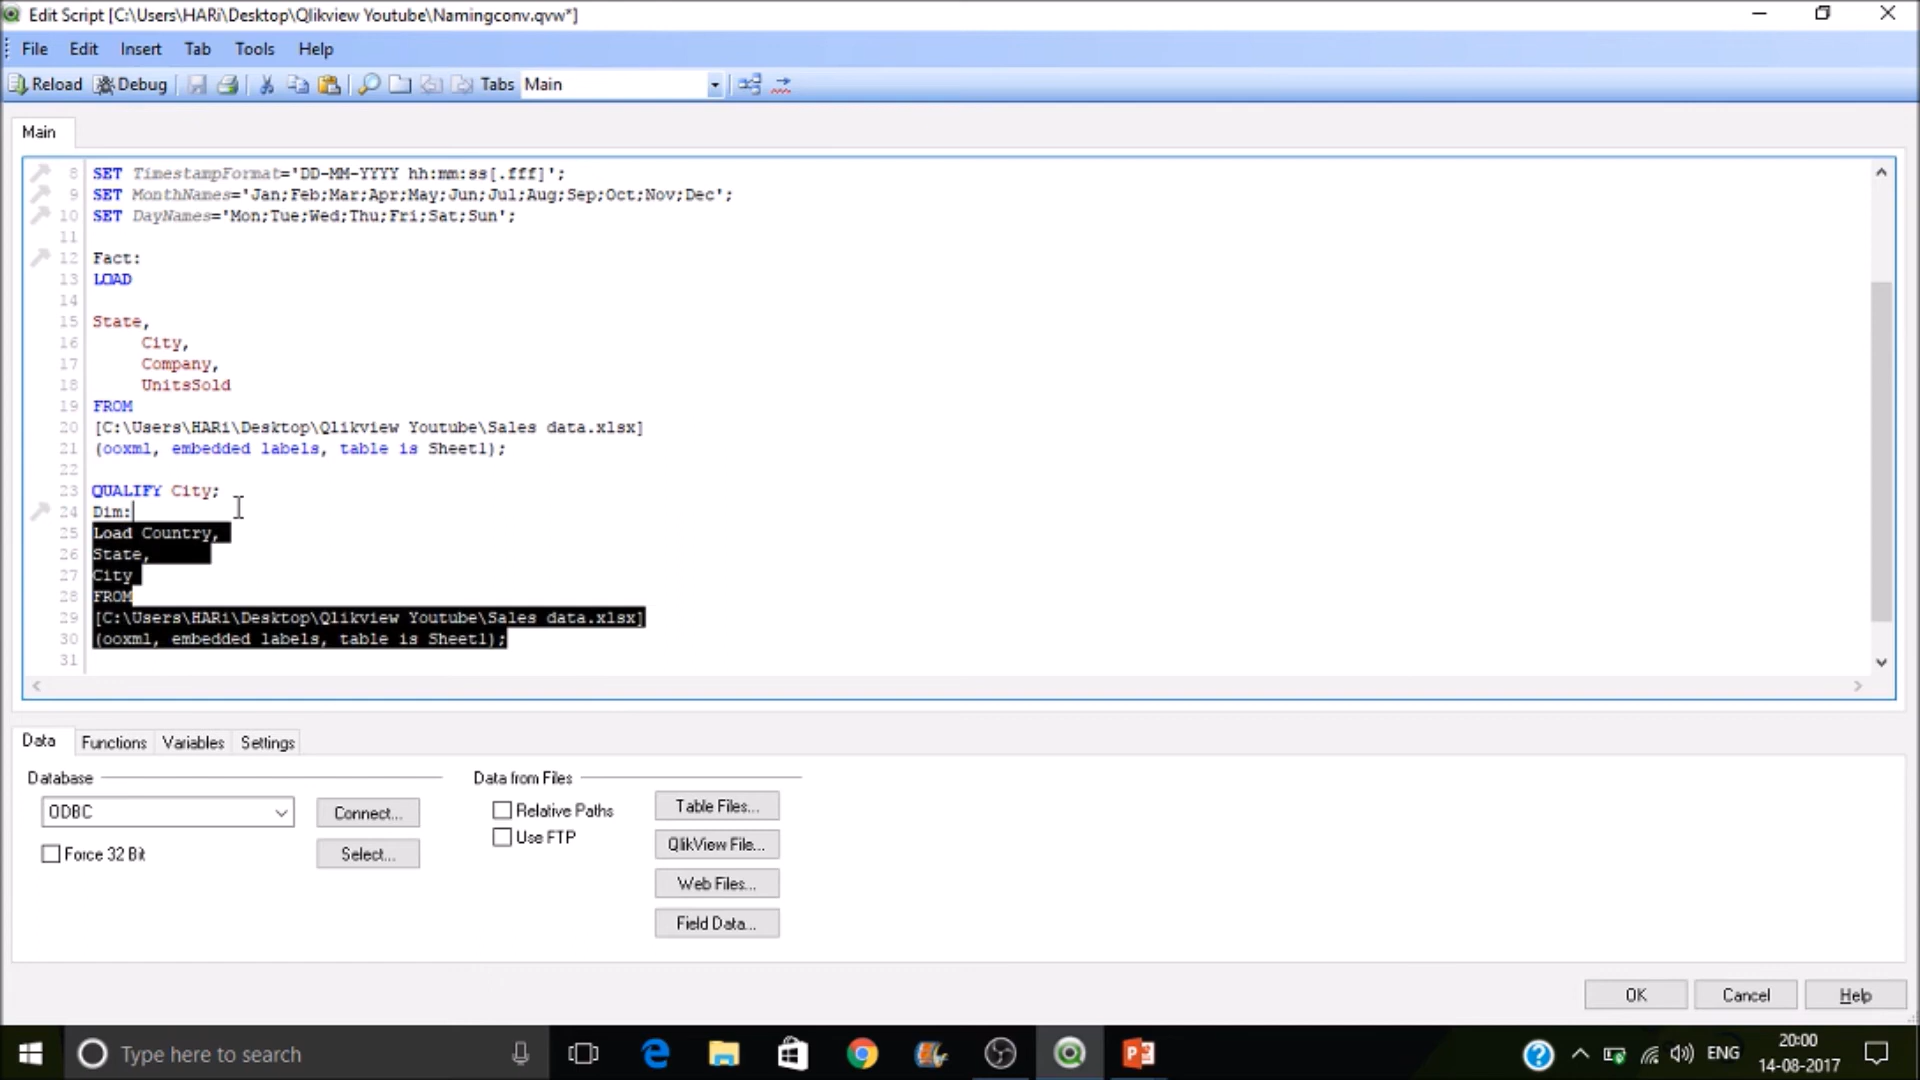 Edit Script [C:\Users\HARi\Desktop\Qlikview Youtube\Namingconv.qvw*]
File Edit Insert Tab Tools Help
Reload Debug Tabs Main
Main
8 SET TimestampFormat='DD-MM-YYYY hh:mm:ss[.fff]';
9 SET MonthNames='Jan;Feb;Mar;Apr;May;Jun;Jul;Aug;Sep;Oct;Nov;Dec';
10 SET DayNames='Mon;Tue;Wed;Thu;Fri;Sat;Sun';
11
12 Fact:
13 LOAD
14
15 State,
16 City,
17 Company,
18 UnitsSold
19 FROM
20 [C:\Users\HARi\Desktop\Qlikview Youtube\Sales data.xlsx]
21 (ooxml, embedded labels, table is Sheet1);
22
23 QUALIFY City;
24 Dim:
25 Load Country,
26 State,
27 City
28 FROM
29 [C:\Users\HARi\Desktop\Qlikview Youtube\Sales data.xlsx]
30 (ooxml, embedded labels, table is Sheet1);
31
Data Functions Variables Settings
Database Data from Files
ODBC Connect... Relative Paths Table Files...
Use FTP QlikView File...
Force 32 Bit Select...
Web Files...
Field Data...
OK Cancel Help
Type here to search
ENG
20:00
14-08-2017